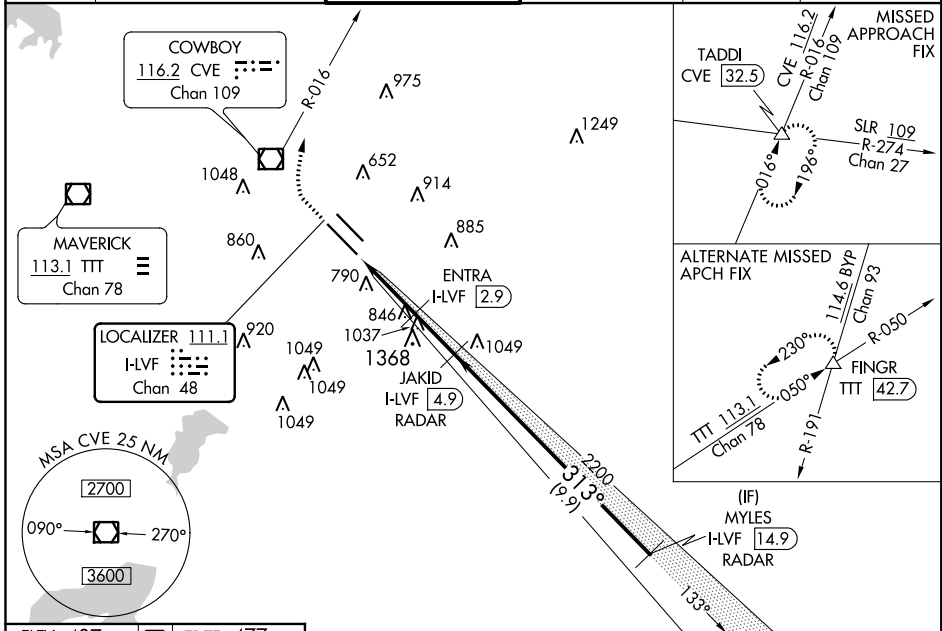 COWBOY
116.2 CVE
Chan 109
R-016
975
1249
1048
652
914
MAVERICK
113.1 TTT
Chan 78
860
885
790
ENTRA
I-LVF 2.9
846
1037
1368
1049
LOCALIZER 111.1
I-LVF
Chan 48
920
1049
1049
1049
JAKID
I-LVF 4.9
RADAR
2200
313°
(9.9)
(IF)
MYLES
I-LVF 14.9
RADAR
133°
MSA CVE 25 NM
2700
090°
270°
3600
MISSED
APPROACH
FIX
TADDI
CVE 32.5
CVE 116.2
R-016
Chan 109
SLR 109
R-274
Chan 27
016°
196°
ALTERNATE MISSED
APCH FIX
114.6 BYP
Chan 93
R-050
230°
050°
FINGR
TTT 42.7
TTT 113.1
Chan 78
R-191